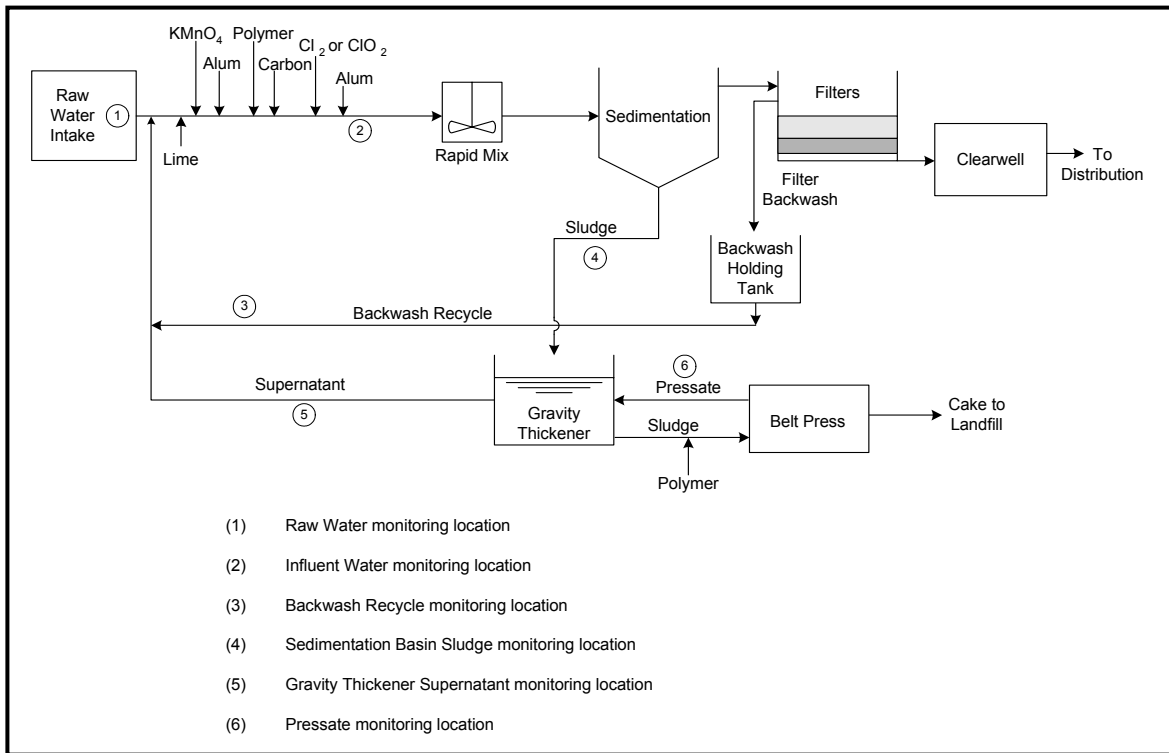 KMnO4
Polymer
Cl 2 or ClO 2
Alum
Carbon
Alum
Raw
Water
Intake
1
2
Lime
Rapid Mix
Sedimentation
Filters
Filter
Backwash
Clearwell
To
Distribution
Sludge
4
Backwash
Holding
Tank
3
Backwash Recycle
6
Pressate
Supernatant
5
Gravity
Thickener
Sludge
Polymer
Belt Press
Cake to
Landfill
(1) Raw Water monitoring location
(2) Influent Water monitoring location
(3) Backwash Recycle monitoring location
(4) Sedimentation Basin Sludge monitoring location
(5) Gravity Thickener Supernatant monitoring location
(6) Pressate monitoring location